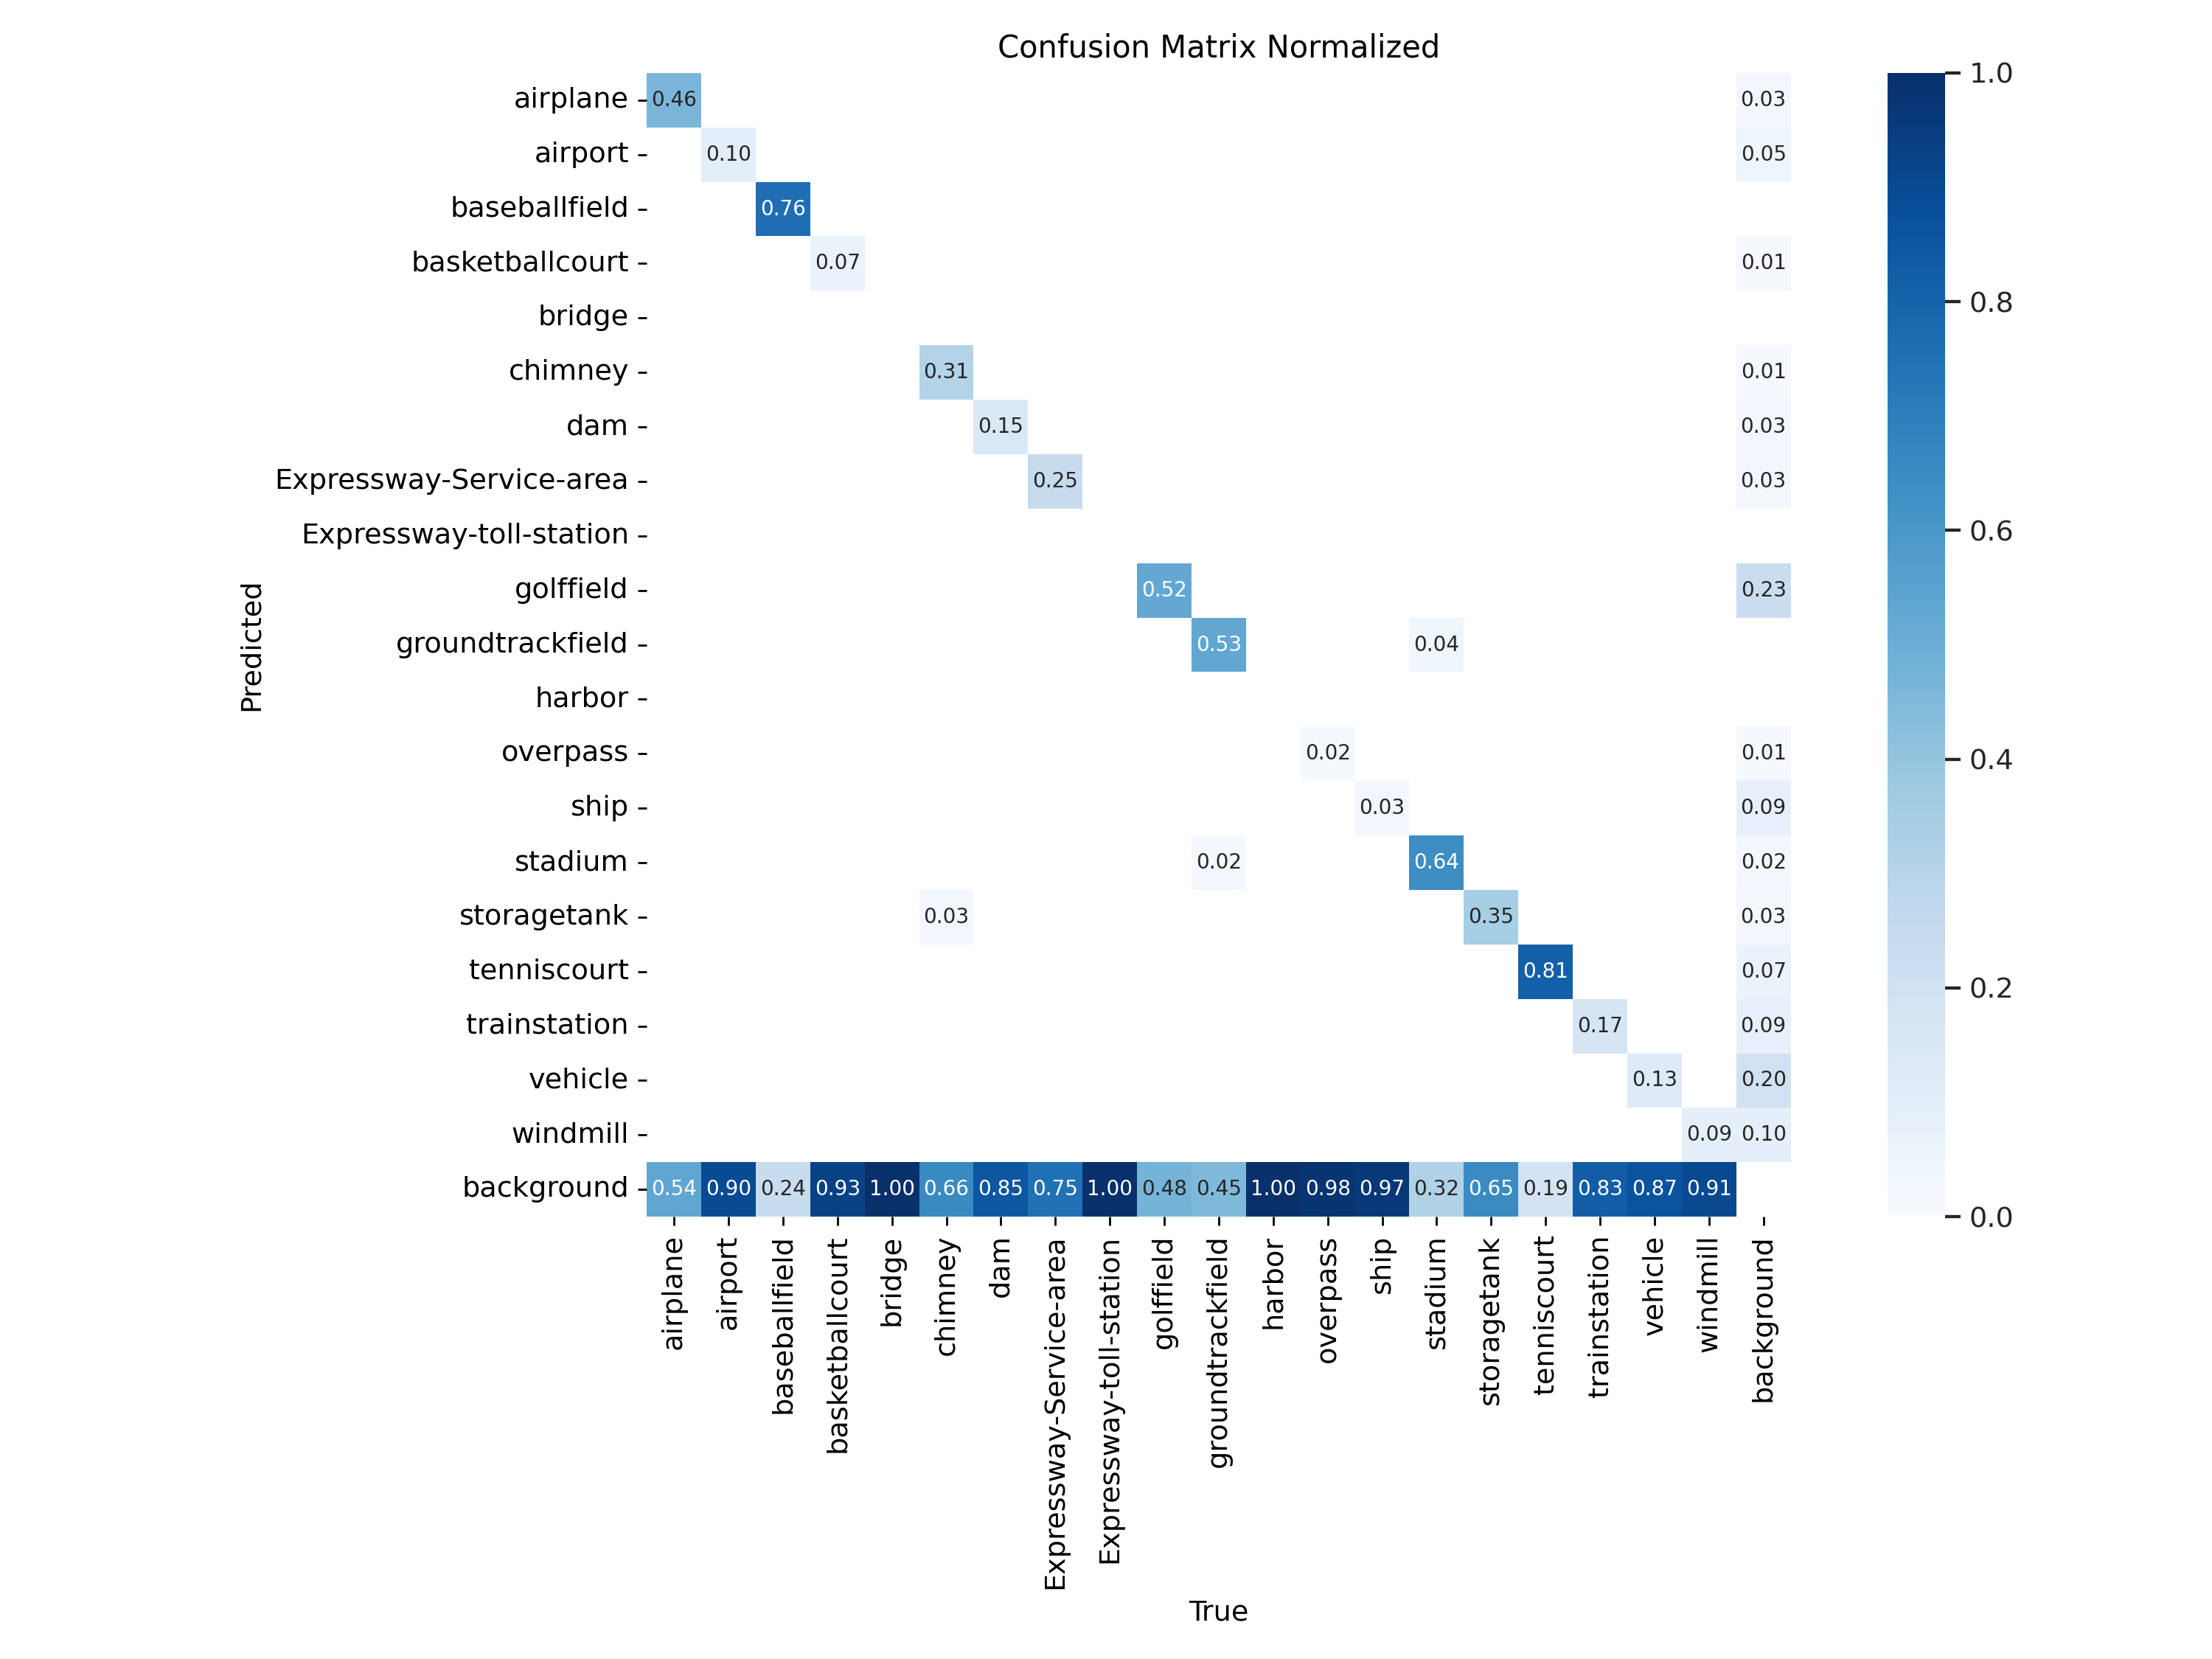 Confusion Matrix Normalized
airplane 0.46 0.03 1.0
airport 0.10 0.05
baseballfield 0.76
basketballcourt 0.07 0.01
bridge 0.8
chimney 0.31 0.01
dam 0.15 0.03
Expressway-Service-area 0.25 0.03
Expressway-toll-station 0.6
golffield 0.52 0.23
Predicted
groundtrackfield 0.53 0.04
harbor
overpass 0.02 0.01 0.4
ship 0.03 0.09
stadium 0.02 0.64 0.02
storagetank 0.03 0.35 0.03
tenniscourt 0.81 0.07 0.2
trainstation 0.17 0.09
vehicle 0.13 0.20
windmill 0.09 0.10
background 0.54 0.90 0.24 0.93 1.00 0.66 0.85 0.75 1.00 0.48 0.45 1.00 0.98 0.97 0.32 0.65 0.19 0.83 0.87 0.91 0.0
airplane
airport
baseballfield
basketballcourt
bridge
chimney
dam
Expressway-Service-area
Expressway-toll-station
golffield
groundtrackfield
harbor
overpass
ship
stadium
storagetank
tenniscourt
trainstation
vehicle
windmill
background
True